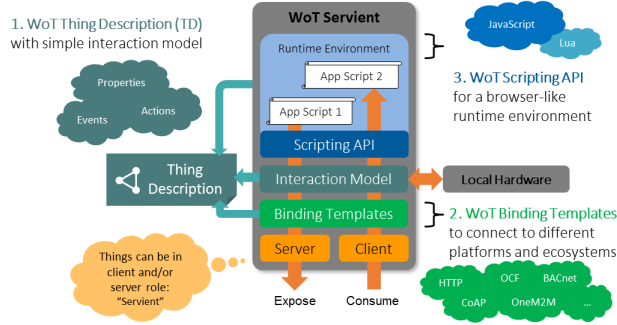 1. WoT Thing Description (TD)
with simple interaction model
Properties
Events
Actions
Thing
Description
Things can be in
client and/or
server role:
“Servient”
WoT Servient
Runtime Environment
App Script 2
App Script 1
Scripting API
Interaction Model
Binding Templates
Server
Client
Expose
Consume
JavaScript
Lua
3. WoT Scripting API
for a browser-like
runtime environment
Local Hardware
2. WoT Binding Templates
to connect to different
platforms and ecosystems
HTTP
OCF
BACnet
CoAP
OneM2M
...